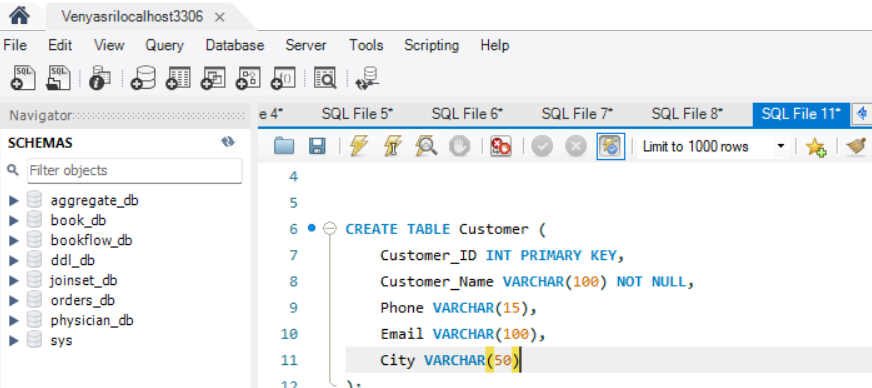 Venyasrilocalhost3306 ×
File Edit View Query Database Server Tools Scripting Help
SQL SQL
Navigator
e 4* SQL File 5* SQL File 6* SQL File 7* SQL File 8* SQL File 11*
SCHEMAS
Limit to 1000 rows
Filter objects
aggregate_db
book_db
bookflow_db
ddl_db
joinset_db
orders_db
physician_db
sys
4
5
6 CREATE TABLE Customer (
7 Customer_ID INT PRIMARY KEY,
8 Customer_Name VARCHAR(100) NOT NULL,
9 Phone VARCHAR(15),
10 Email VARCHAR(100),
11 City VARCHAR(50)
12 );